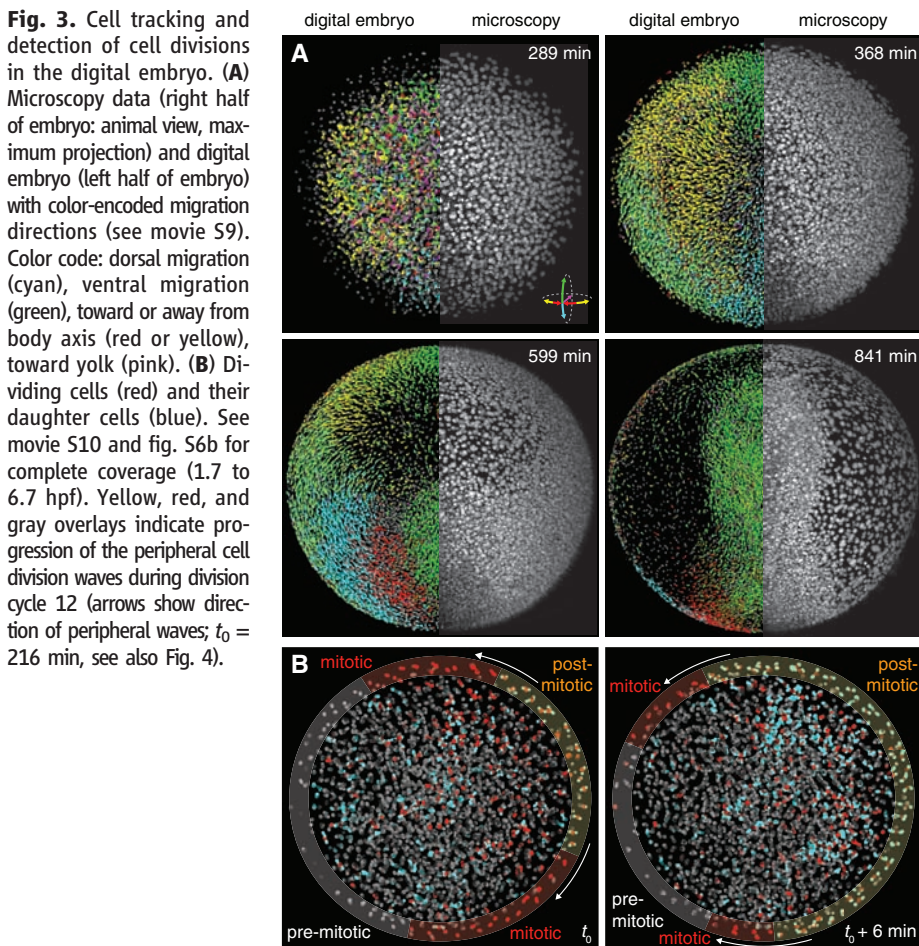 Fig. 3. Cell tracking and
detection of cell divisions
in the digital embryo. (A)
Microscopy data (right half
of embryo: animal view, max-
imum projection) and digital
embryo (left half of embryo)
with color-encoded migration
directions (see movie S9).
Color code: dorsal migration
(cyan), ventral migration
(green), toward or away from
body axis (red or yellow),
toward yolk (pink). (B) Di-
viding cells (red) and their
daughter cells (blue). See
movie S10 and fig. S6b for
complete coverage (1.7 to
6.7 hpf). Yellow, red, and
gray overlays indicate pro-
gression of the peripheral cell
division waves during division
cycle 12 (arrows show direc-
tion of peripheral waves; t0 =
216 min, see also Fig. 4).
digital embryo microscopy digital embryo microscopy
A 289 min 368 min
599 min 841 min
B mitotic post-
mitotic
pre-mitotic mitotic t0
mitotic post-
mitotic
pre-
mitotic
mitotic t0 + 6 min